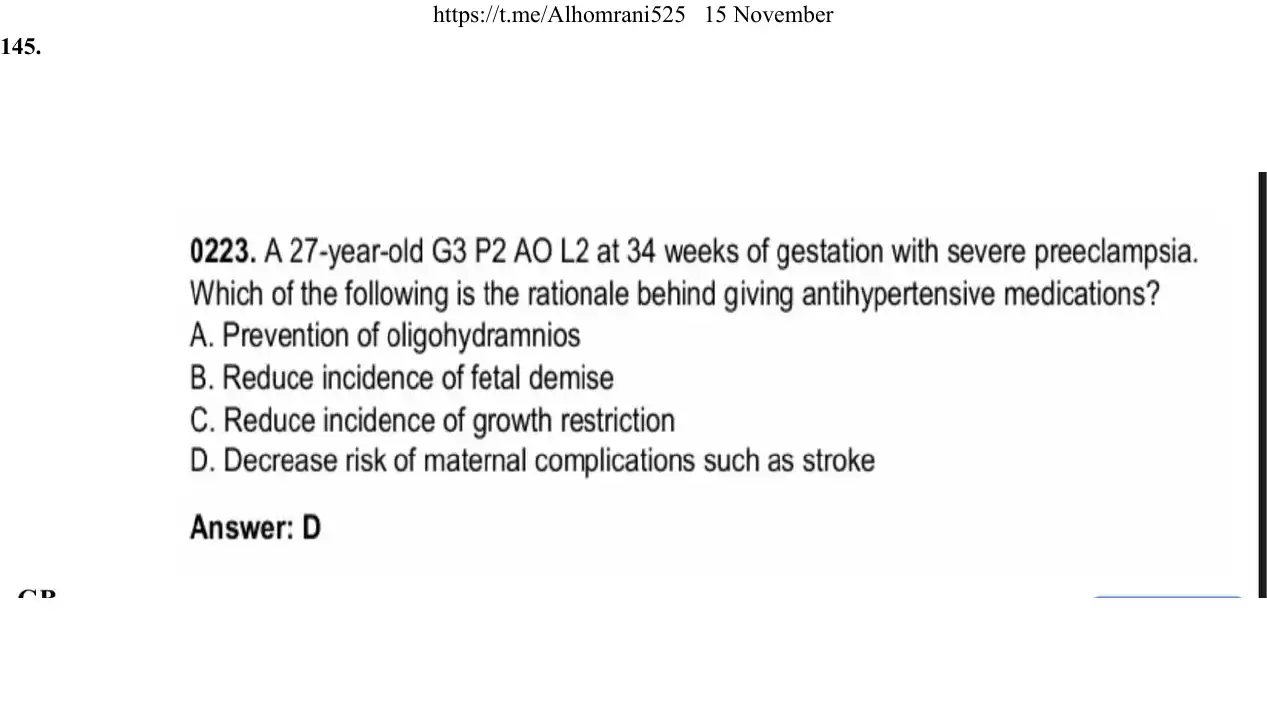 https://t.me/Alhomrani525 15 November
145.
0223. A 27-year-old G3 P2 AO L2 at 34 weeks of gestation with severe preeclampsia.
Which of the following is the rationale behind giving antihypertensive medications?
A. Prevention of oligohydramnios
B. Reduce incidence of fetal demise
C. Reduce incidence of growth restriction
D. Decrease risk of maternal complications such as stroke
Answer: D